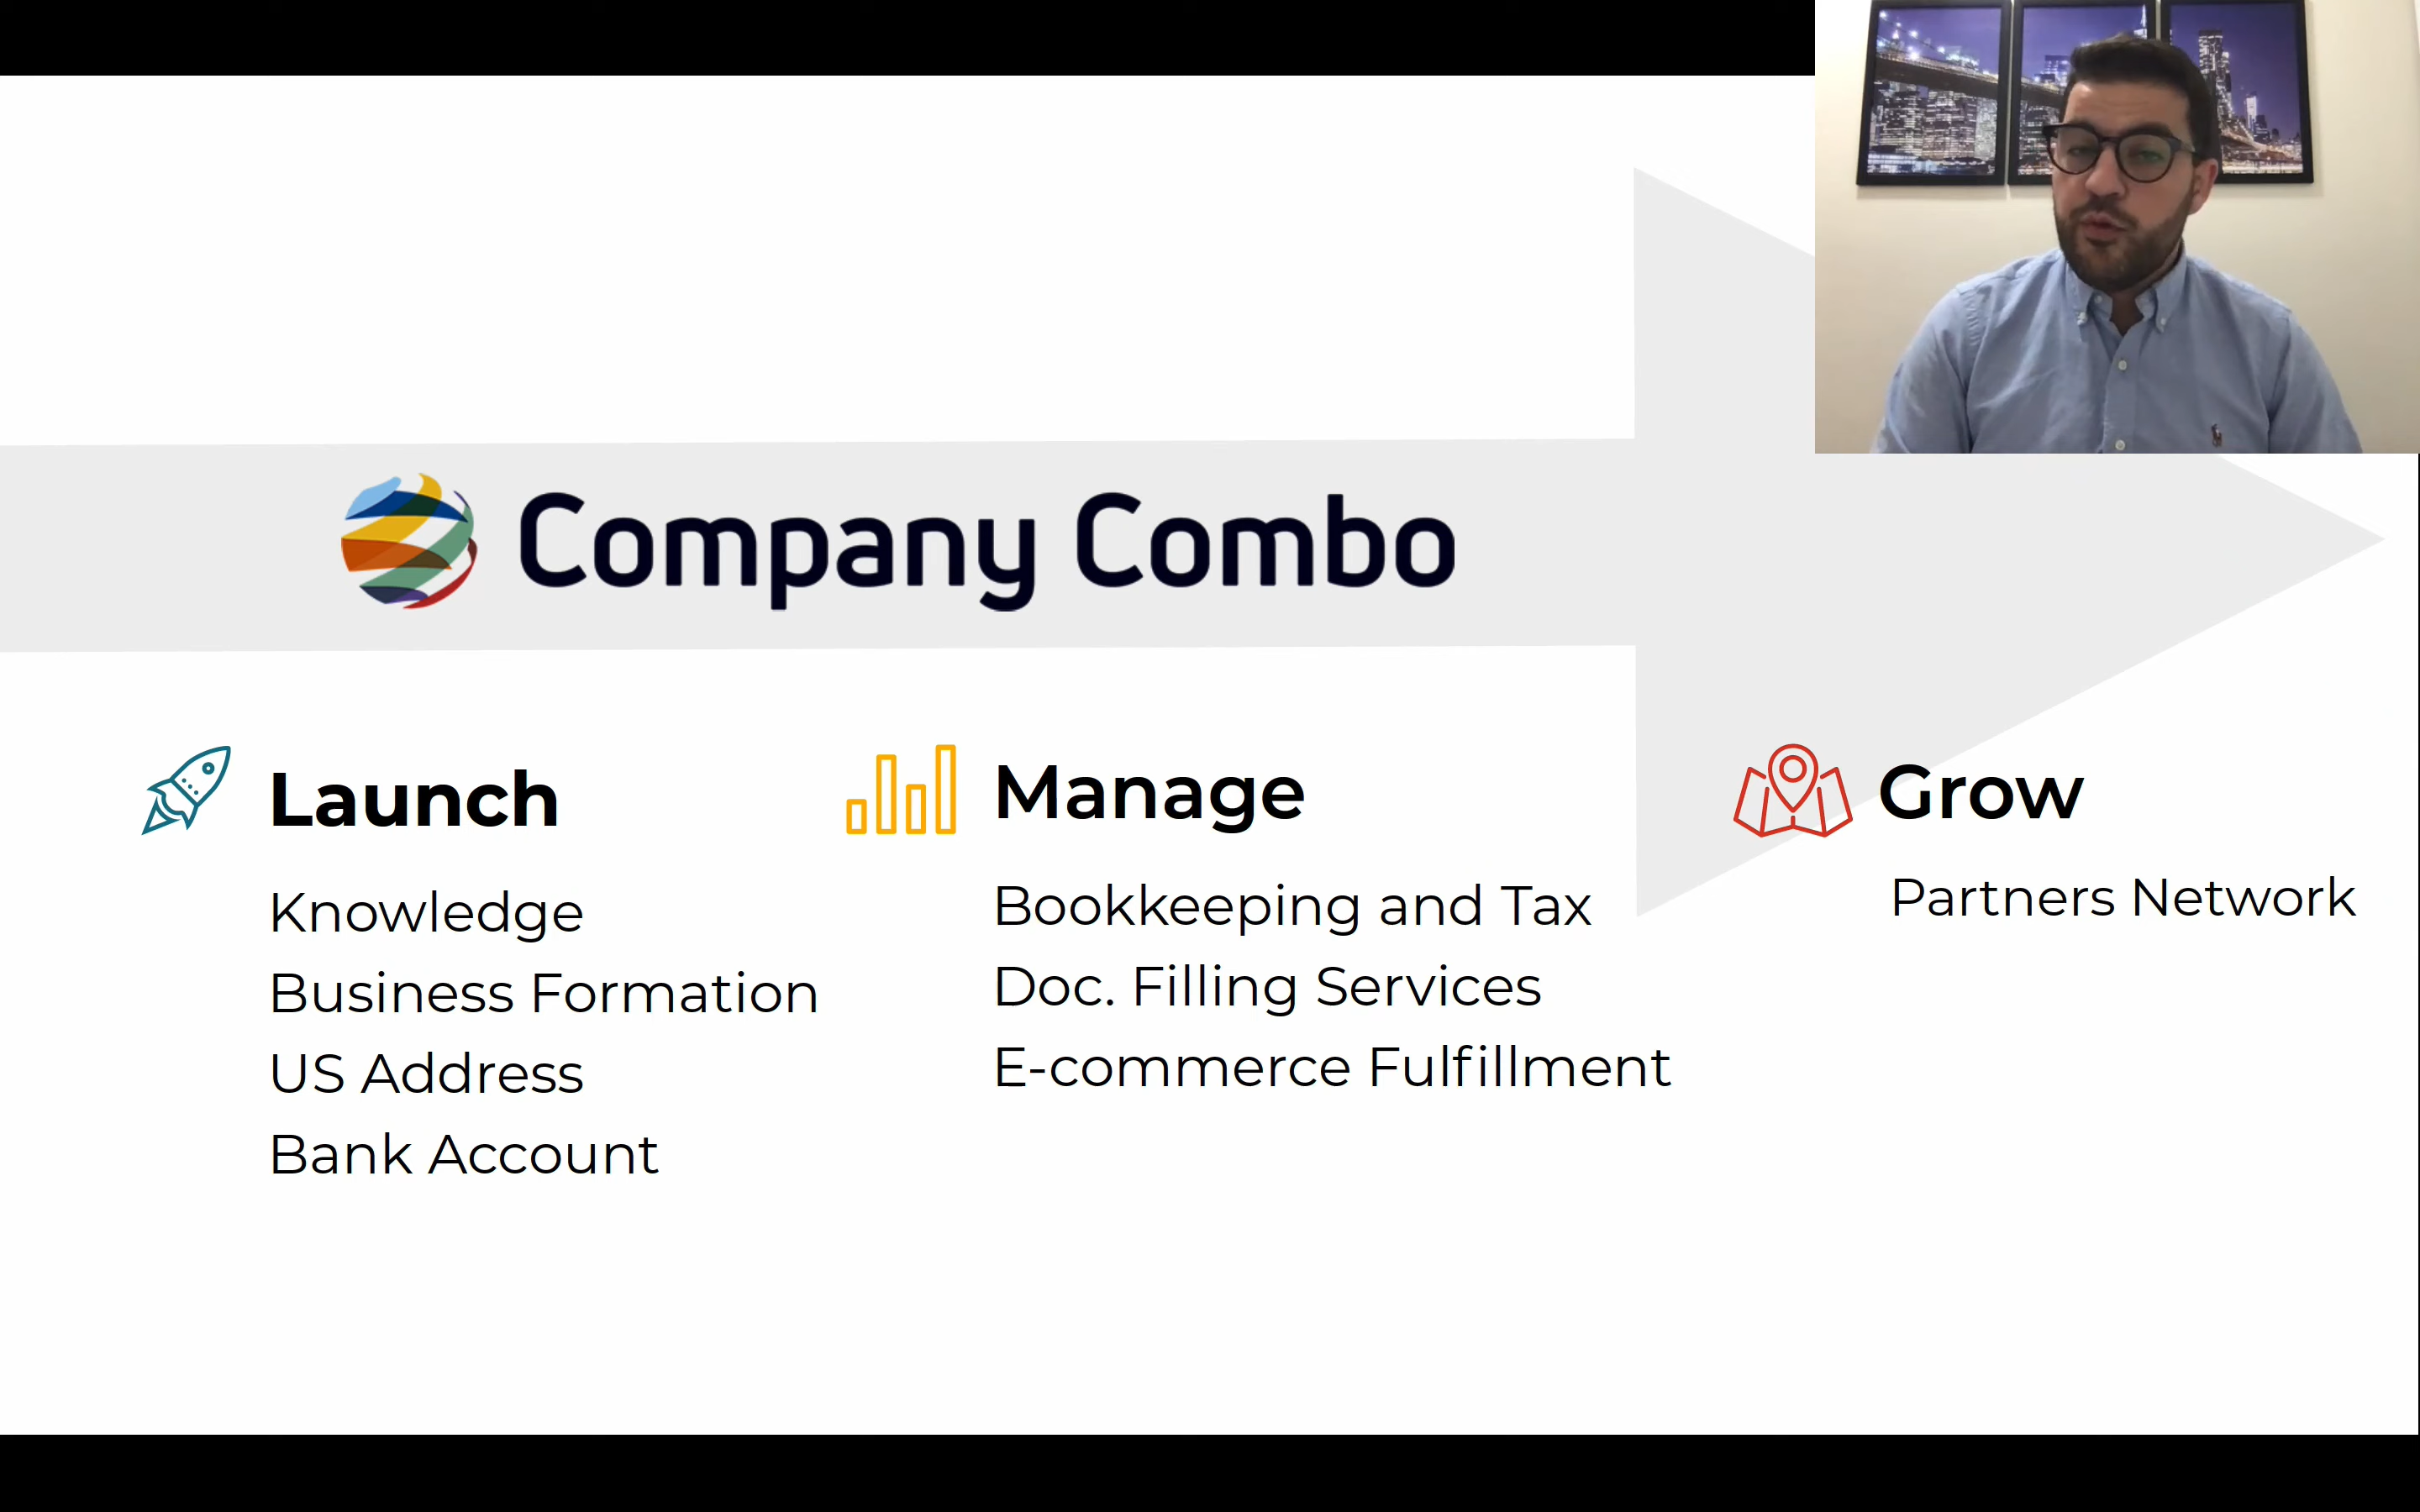 Company Combo
Launch
Knowledge
Business Formation
US Address
Bank Account
Manage
Bookkeeping and Tax
Doc. Filling Services
E-commerce Fulfillment
Grow
Partners Network